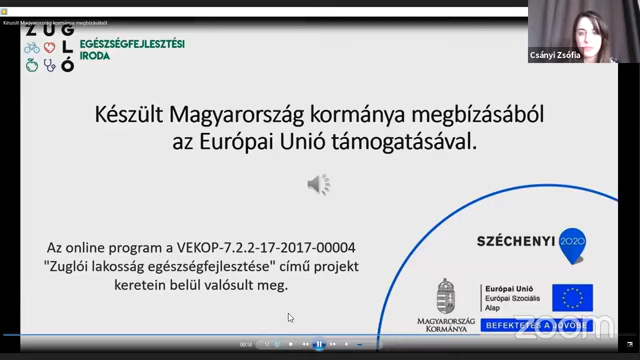 Készült Magyarország kormánya megbízásából
ZUG
LÓ
EGÉSZSÉGFEJLESZTÉSI
IRODA
Csányi Zsófia
Készült Magyarország kormánya megbízásából
az Európai Unió támogatásával.
Az online program a VEKOP-7.2.2-17-2017-00004
"Zuglói lakosság egészségfejlesztése" című projekt
keretein belül valósult meg.
SZÉCHENYI 2020
MAGYARORSZÁG
KORMÁNYA
Európai Unió
Európai Szociális
Alap
BEFEKTETÉS A JÖVŐBE
zoom